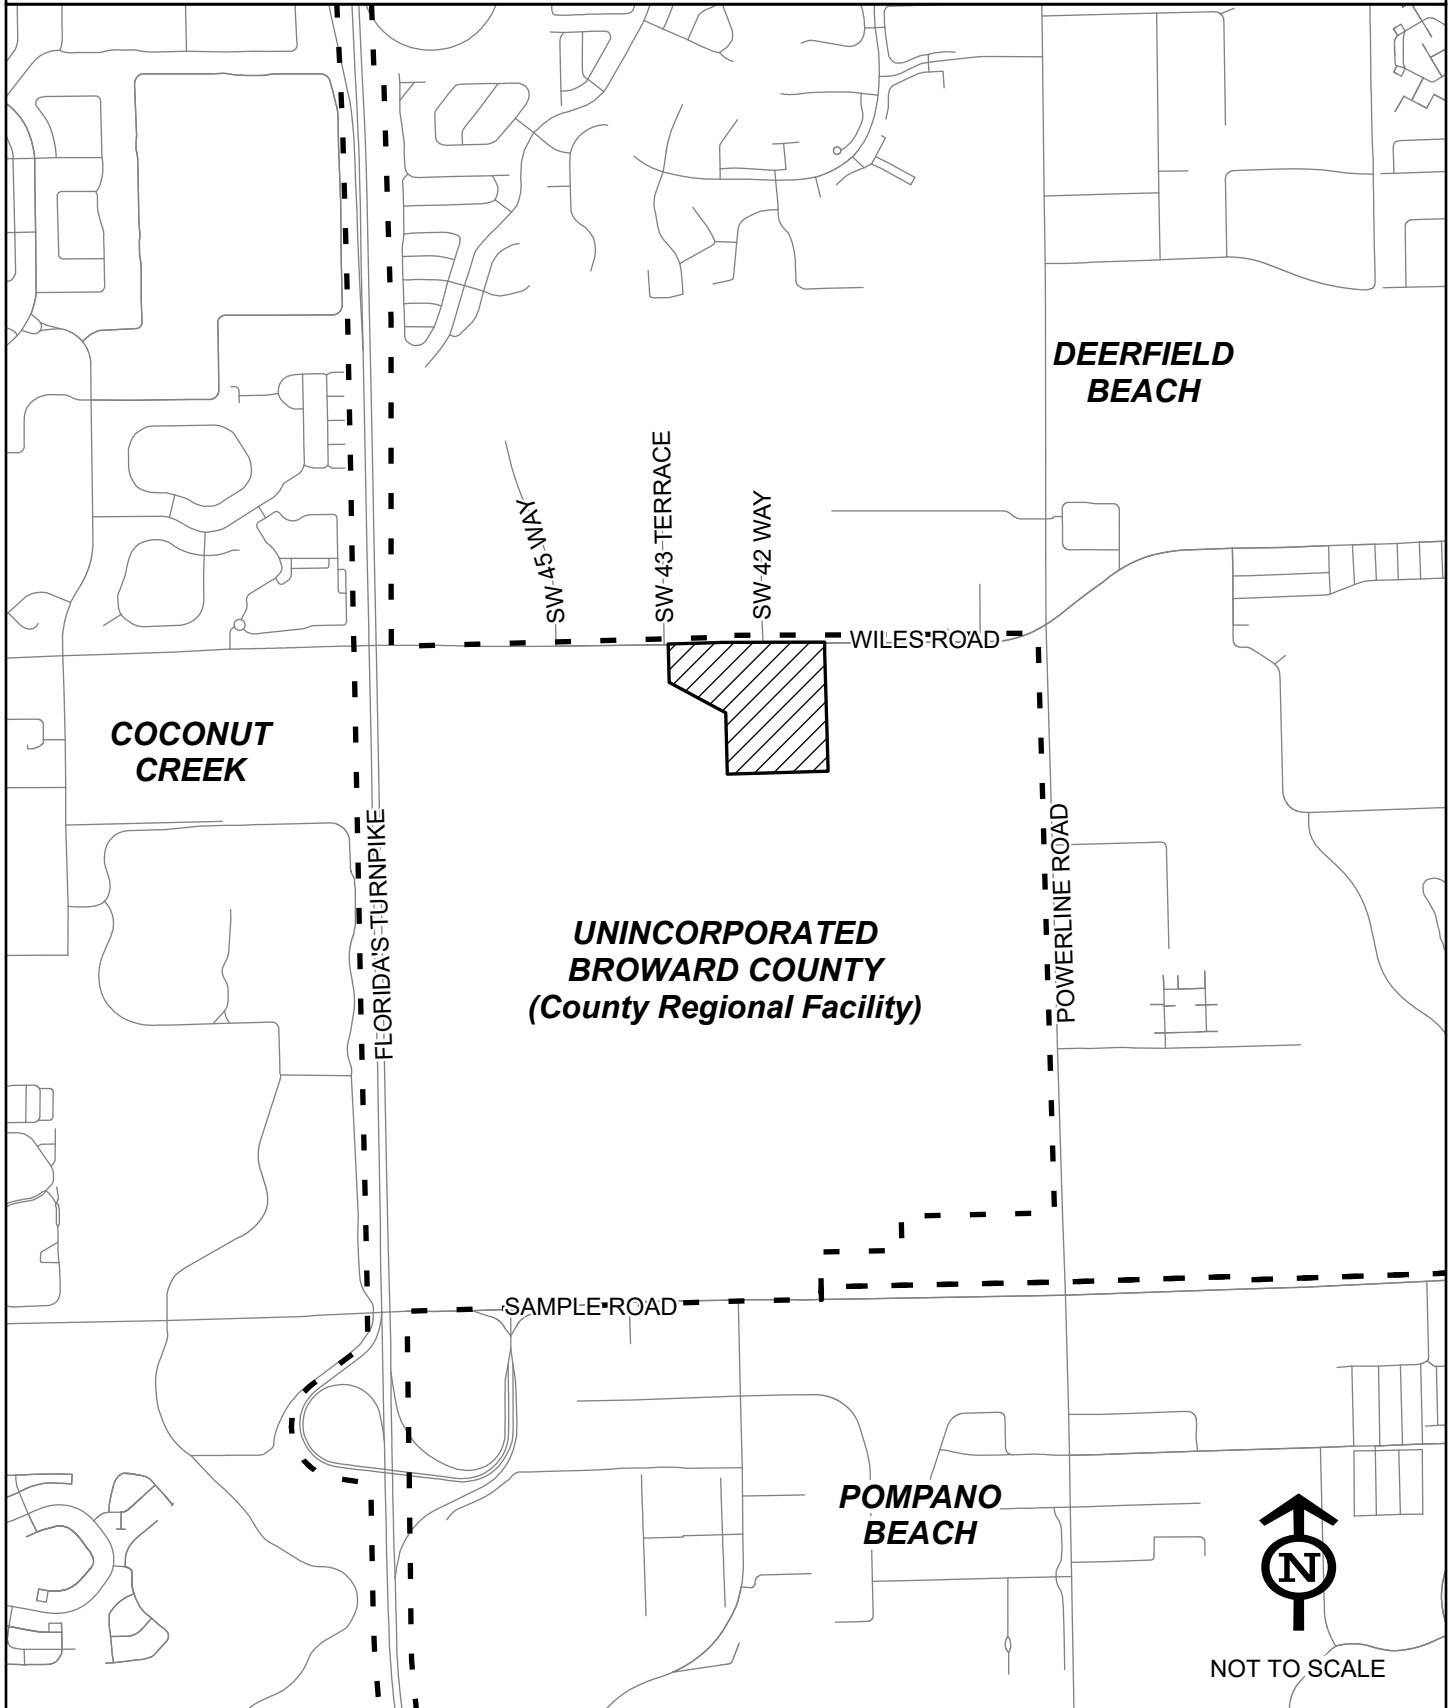 DEERFIELD
BEACH
SW 45 WAY
SW 43 TERRACE
SW 42 WAY
WILES ROAD
COCONUT
CREEK
FLORIDA'S TURNPIKE
POWERLINE ROAD
UNINCORPORATED
BROWARD COUNTY
(County Regional Facility)
SAMPLE ROAD
POMPANO
BEACH
N
NOT TO SCALE